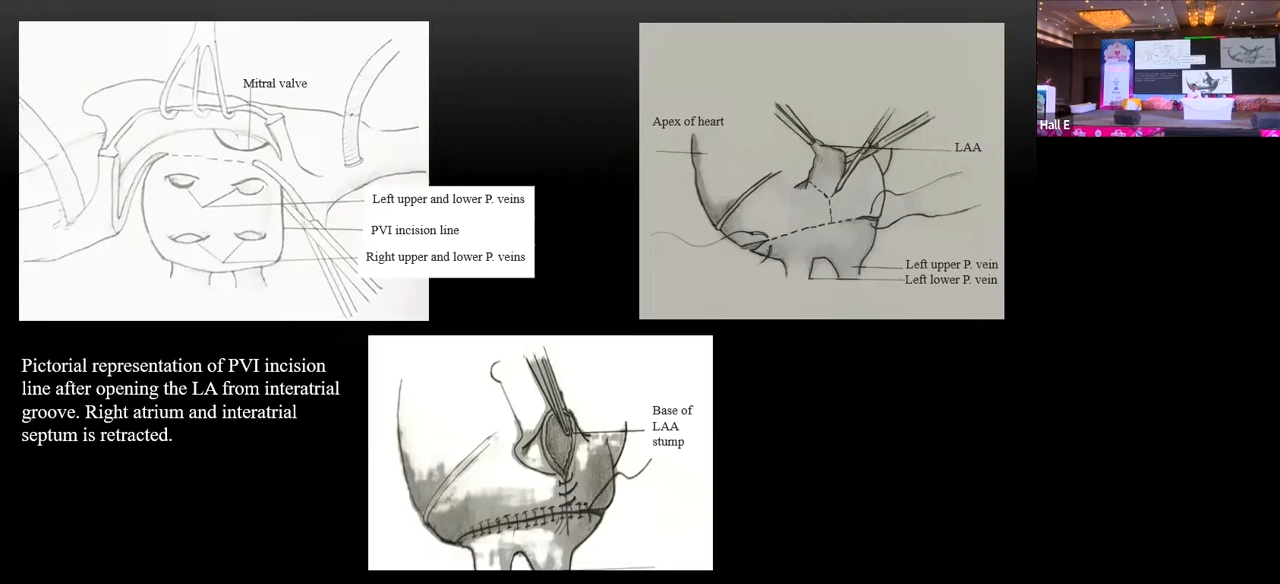 Mitral valve
Left upper and lower P. veins
PVI incision line
Right upper and lower P. veins
Apex of heart
LAA
Left upper P. vein
Left lower P. vein
Hall E
Pictorial representation of PVI incision
line after opening the LA from interatrial
groove. Right atrium and interatrial
septum is retracted.
Base of
LAA
stump